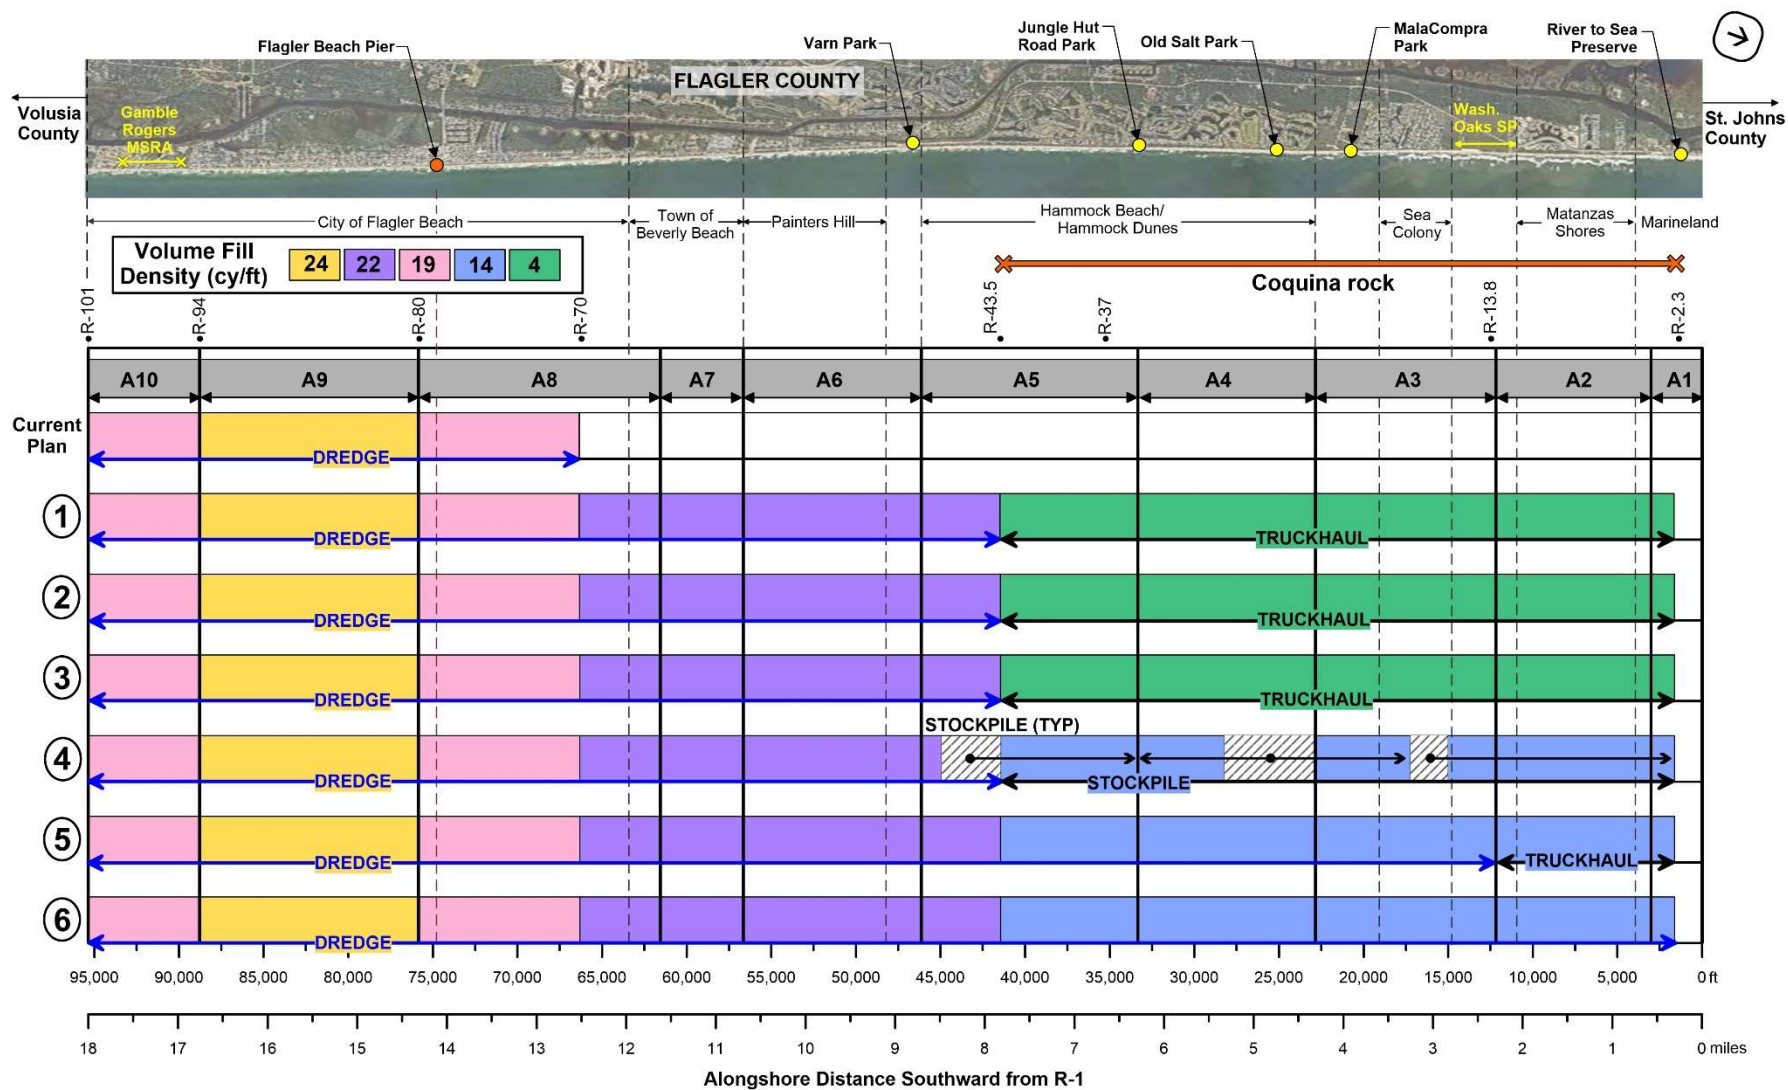 Flagler Beach Pier
Varn Park
Jungle Hut
Road Park
Old Salt Park
MalaCompra
Park
River to Sea
Preserve
FLAGLER COUNTY
Volusia
County
Gamble
Rogers
MSRA
Wash.
Oaks SP
St. Johns
County
City of Flagler Beach
Town of
Beverly Beach
Painters Hill
Hammock Beach/
Hammock Dunes
Sea
Colony
Matanzas
Shores
Marineland
Volume Fill
Density (cy/ft)
24 22 19 14 4
Coquina rock
R-101
R-94
R-80
R-70
R-43.5
R-37
R-13.8
R-2.3
A10 A9 A8 A7 A6 A5 A4 A3 A2 A1
Current
Plan
DREDGE
1
DREDGE TRUCKHAUL
2
DREDGE TRUCKHAUL
3
DREDGE TRUCKHAUL
STOCKPILE (TYP)
4
DREDGE STOCKPILE
5
DREDGE TRUCKHAUL
6
DREDGE
95,000 90,000 85,000 80,000 75,000 70,000 65,000 60,000 55,000 50,000 45,000 40,000 35,000 30,000 25,000 20,000 15,000 10,000 5,000 0 ft
18 17 16 15 14 13 12 11 10 9 8 7 6 5 4 3 2 1 0 miles
Alongshore Distance Southward from R-1